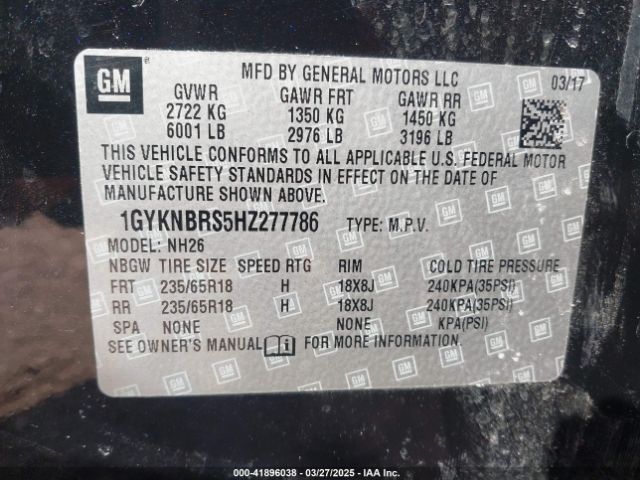 GM
MFD BY GENERAL MOTORS LLC 03/17
GVWR GAWR FRT GAWR RR
2722 KG 1350 KG 1450 KG
6001 LB 2976 LB 3196 LB
THIS VEHICLE CONFORMS TO ALL APPLICABLE U.S. FEDERAL MOTOR
VEHICLE SAFETY STANDARDS IN EFFECT ON THE DATE OF
MANUFACTURE SHOWN ABOVE.
1GYKNBRS5HZ277786 TYPE: M.P.V.
MODEL: NH26
NBGW TIRE SIZE SPEED RTG RIM COLD TIRE PRESSURE
FRT 235/65R18 H 18X8J 240KPA(35PSI)
RR 235/65R18 H 18X8J 240KPA(35PSI)
SPA NONE NONE KPA(PSI)
SEE OWNER'S MANUAL FOR MORE INFORMATION.
000-41896038 — 03/27/2025 — IAA Inc.